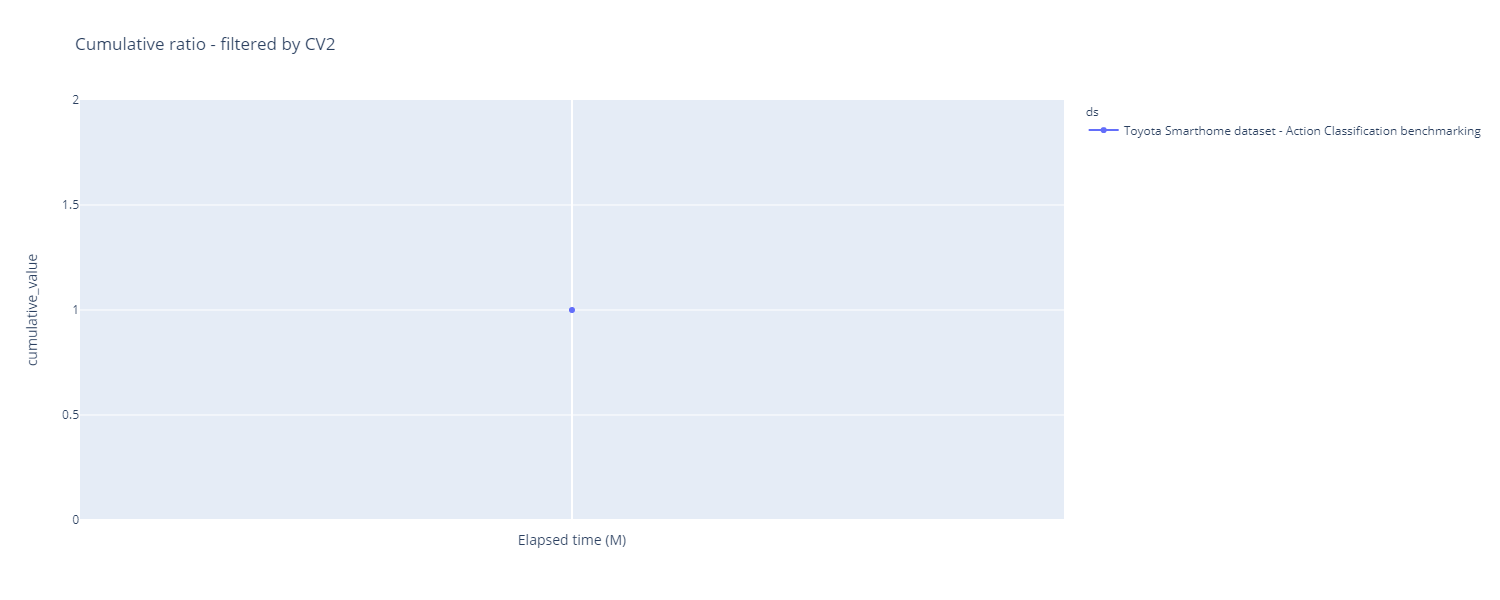 Cumulative ratio - filtered by CV2
2
1.5
1
0.5
0
cumulative_value
Elapsed time (M)
ds
Toyota Smarthome dataset - Action Classification benchmarking